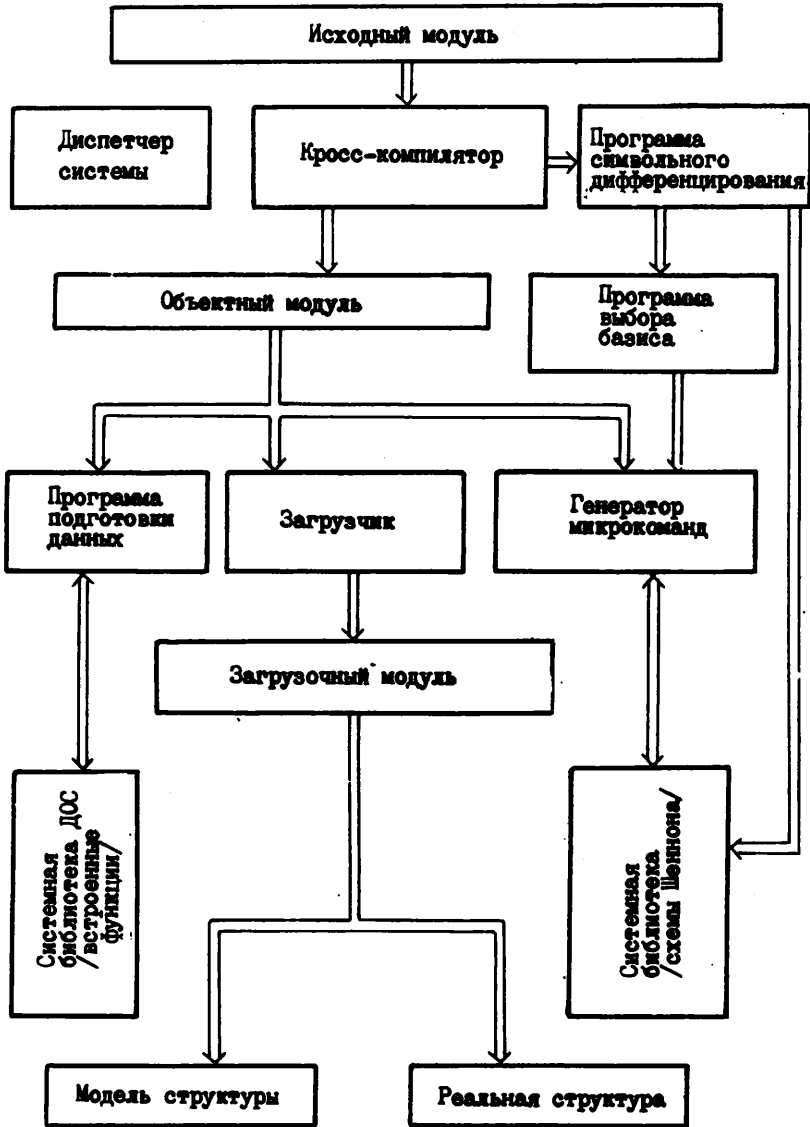 Исходный модуль
Диспетчер
системы
Кросс-компилятор
Программа
символьного
дифференцирования
Объектный модуль
Программа
выбора
базиса
Программа
подготовки
данных
Загрузчик
Генератор
микрокоманд
Загрузочный модуль
Системная
библиотека ДОС
/встроенные
функции/
Системная
библиотека
/схемы Шеннона/
Модель структуры
Реальная структура